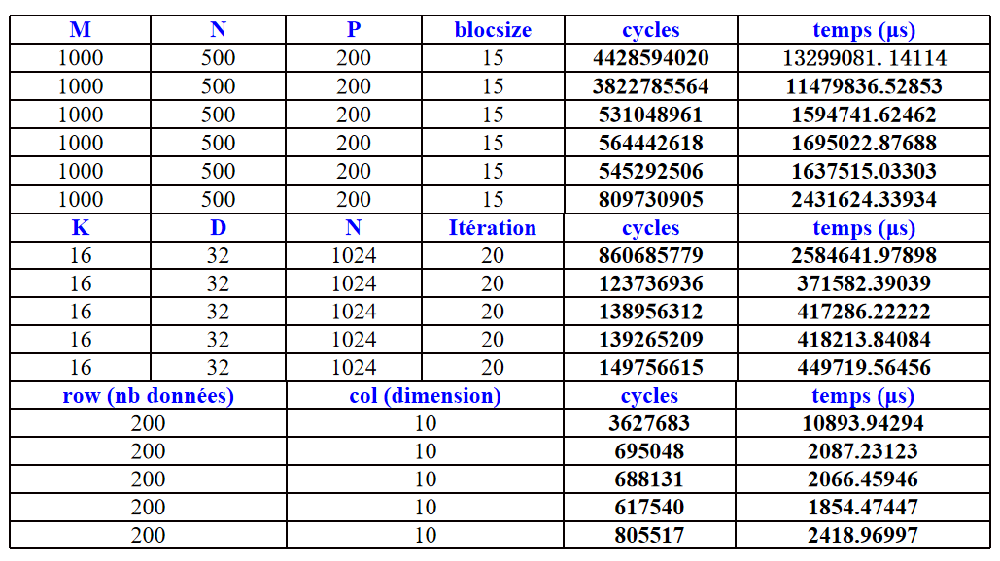 M N P blocsize cycles temps (µs)
1000 500 200 15 4428594020 13299081.14114
1000 500 200 15 3822785564 11479836.52853
1000 500 200 15 531048961 1594741.62462
1000 500 200 15 564442618 1695022.87688
1000 500 200 15 545292506 1637515.03303
1000 500 200 15 809730905 2431624.33934
K D N Itération cycles temps (µs)
16 32 1024 20 860685779 2584641.97898
16 32 1024 20 123736936 371582.39039
16 32 1024 20 138956312 417286.22222
16 32 1024 20 139265209 418213.84084
16 32 1024 20 149756615 449719.56456
row (nb données) col (dimension) cycles temps (µs)
200 10 3627683 10893.94294
200 10 695048 2087.23123
200 10 688131 2066.45946
200 10 617540 1854.47447
200 10 805517 2418.96997